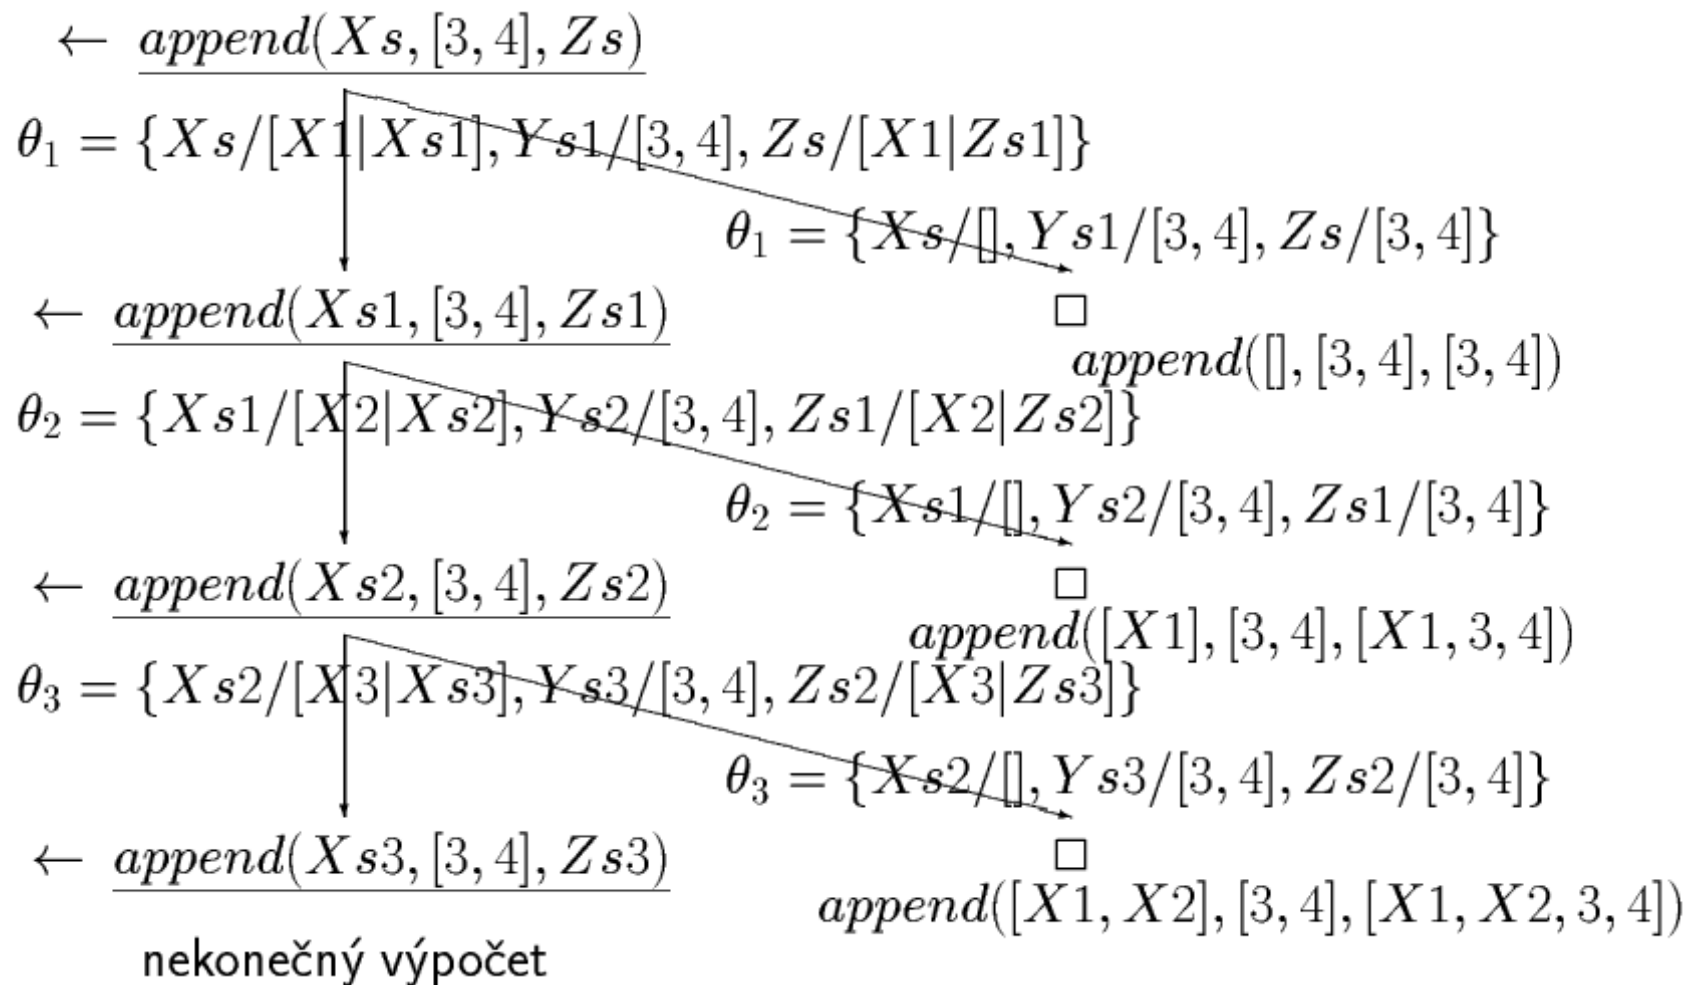 ← append(Xs, [3, 4], Zs)
θ₁ = {Xs/[X1|Xs1], Ys1/[3, 4], Zs/[X1|Zs1]}
θ₁ = {Xs/[], Ys1/[3, 4], Zs/[3, 4]}
← append(Xs1, [3, 4], Zs1)
□
append([], [3, 4], [3, 4])
θ₂ = {Xs1/[X2|Xs2], Ys2/[3, 4], Zs1/[X2|Zs2]}
θ₂ = {Xs1/[], Ys2/[3, 4], Zs1/[3, 4]}
← append(Xs2, [3, 4], Zs2)
□
append([X1], [3, 4], [X1, 3, 4])
θ₃ = {Xs2/[X3|Xs3], Ys3/[3, 4], Zs2/[X3|Zs3]}
θ₃ = {Xs2/[], Ys3/[3, 4], Zs2/[3, 4]}
← append(Xs3, [3, 4], Zs3)
□
append([X1, X2], [3, 4], [X1, X2, 3, 4])
nekonečný výpočet